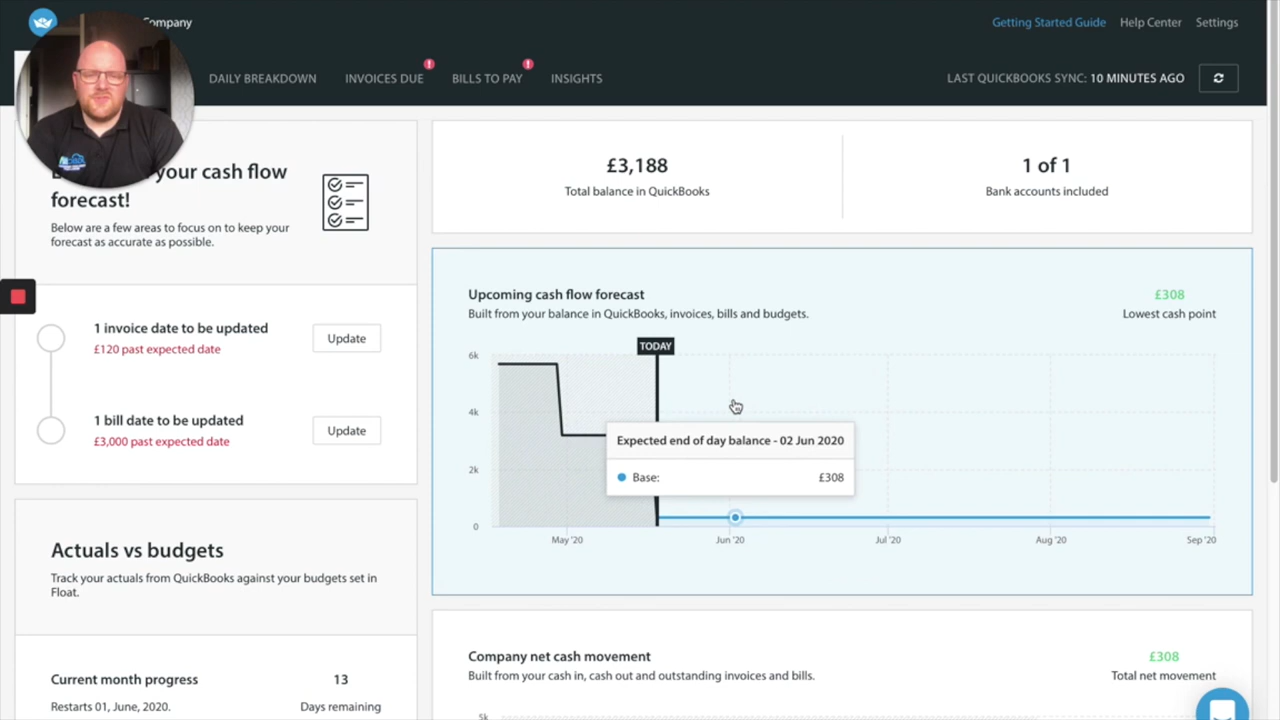 Company
Getting Started Guide
Help Center
Settings
DAILY BREAKDOWN
INVOICES DUE
!
BILLS TO PAY
!
INSIGHTS
LAST QUICKBOOKS SYNC: 10 MINUTES AGO
your cash flow
forecast!
Below are a few areas to focus on to keep your
forecast as accurate as possible.
1 invoice date to be updated
£120 past expected date
Update
1 bill date to be updated
£3,000 past expected date
Update
Actuals vs budgets
Track your actuals from QuickBooks against your budgets set in
Float.
Current month progress
13
Restarts 01, June, 2020.
Days remaining
£3,188
Total balance in QuickBooks
1 of 1
Bank accounts included
Upcoming cash flow forecast
£308
Built from your balance in QuickBooks, invoices, bills and budgets.
Lowest cash point
TODAY
6k
4k
2k
0
Expected end of day balance - 02 Jun 2020
Base:
£308
May '20
Jun '20
Jul '20
Aug '20
Sep '20
Company net cash movement
£308
Built from your cash in, cash out and outstanding invoices and bills.
Total net movement
5k